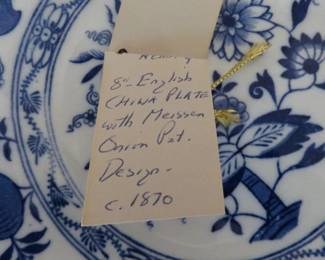 8" English
CHINA PLATE
with Meissen
Onion Pat.
Design -
c. 1870